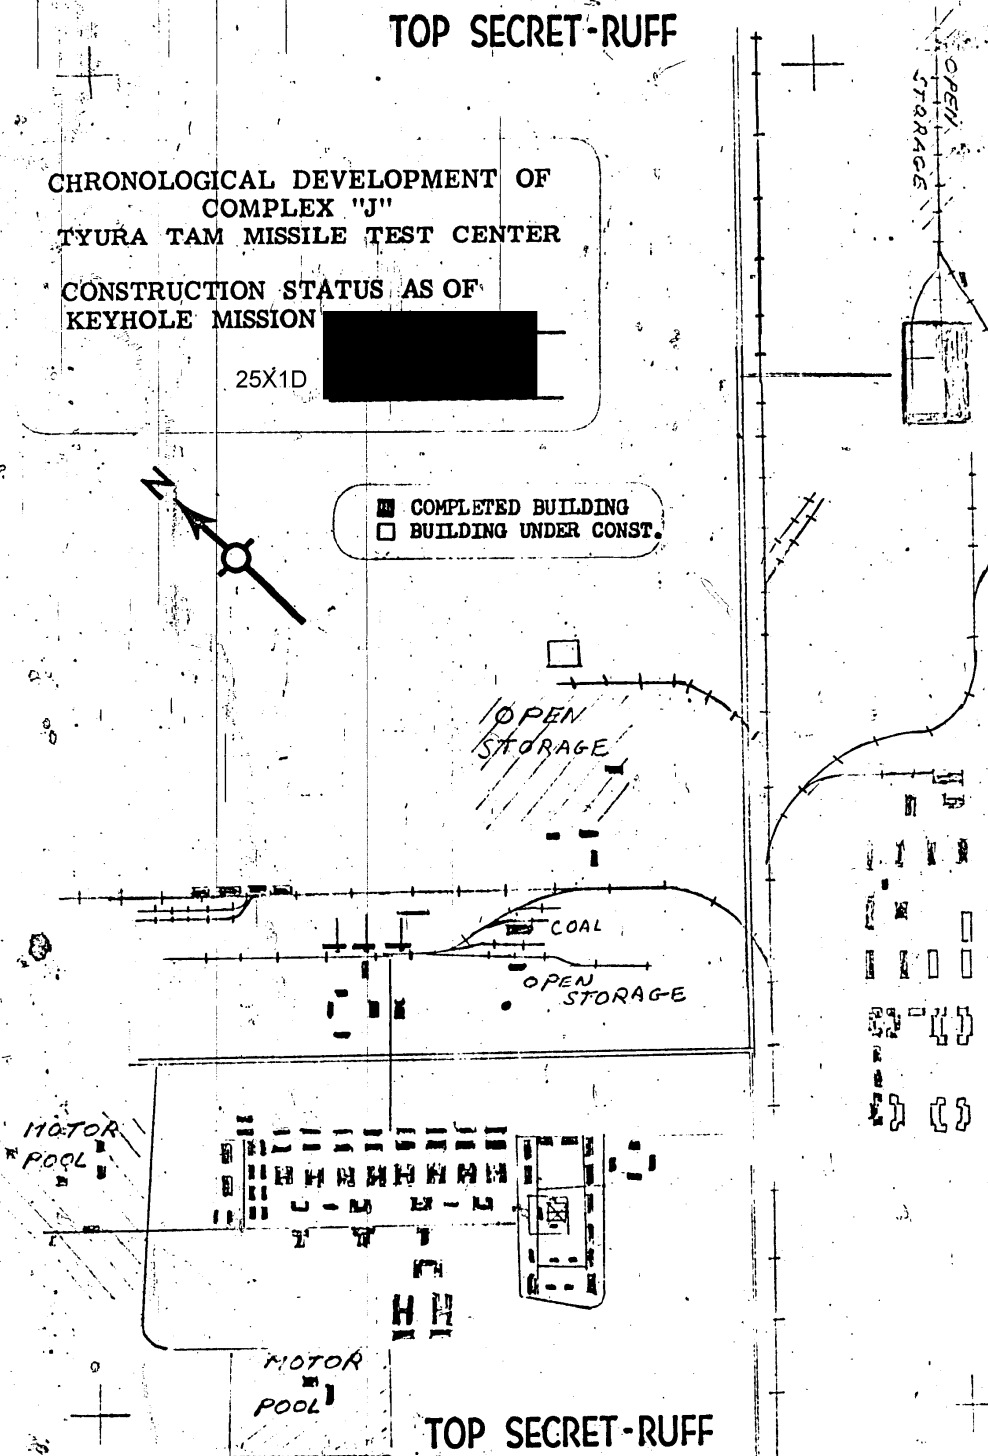 TOP SECRET-RUFF
OPEN
STORAGE
CHRONOLOGICAL DEVELOPMENT OF
COMPLEX "J"
TYURA TAM MISSILE TEST CENTER
CONSTRUCTION STATUS AS OF
KEYHOLE MISSION
25X1D
N
COMPLETED BUILDING
BUILDING UNDER CONST.
OPEN
STORAGE
COAL
OPEN
STORAGE
MOTOR
POOL
MOTOR
POOL
TOP SECRET-RUFF